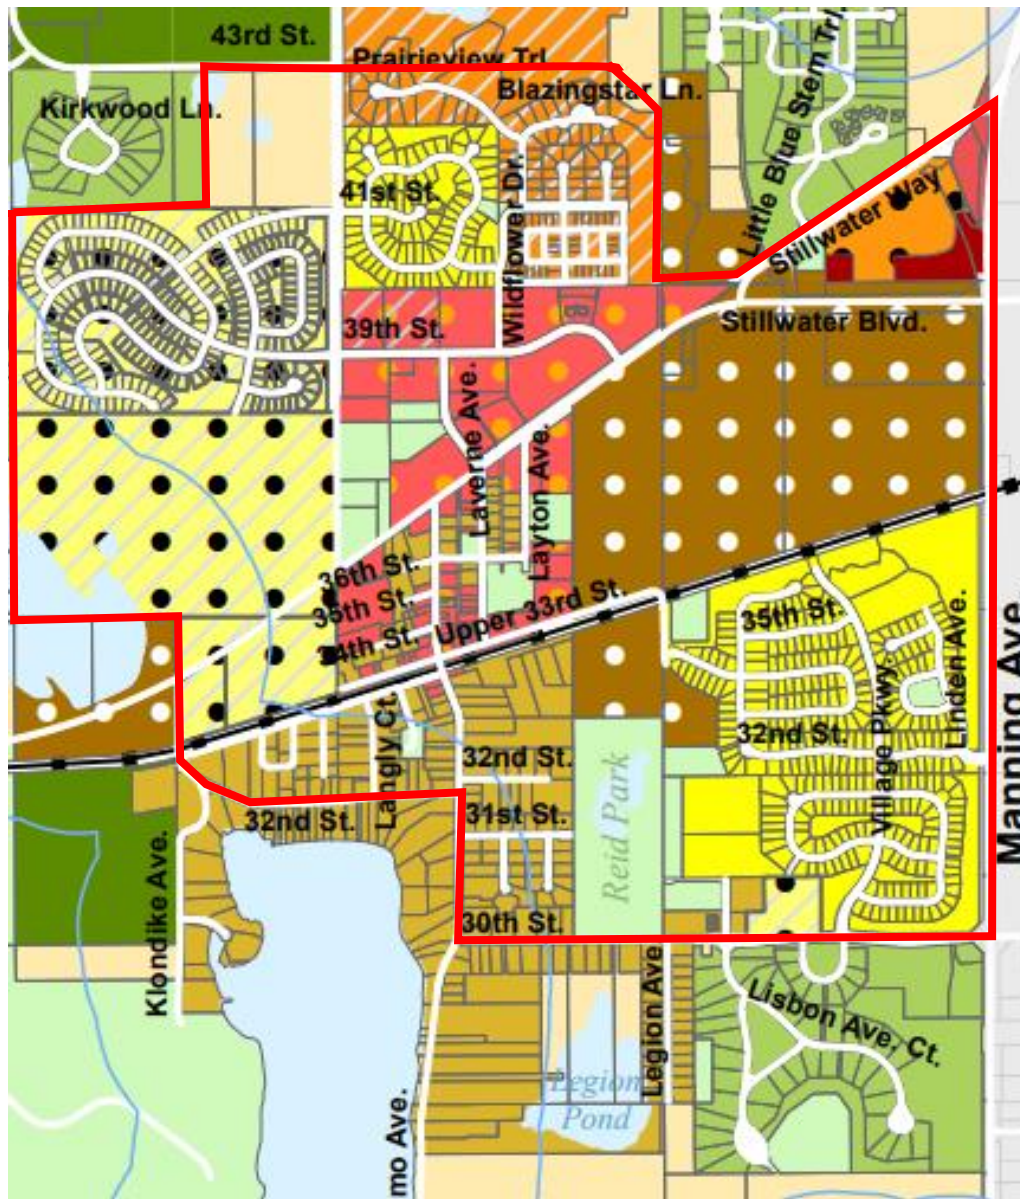 43rd St.
Prairieview Trl
Blazingstar Ln.
Kirkwood Ln.
Little Blue Stem Trl.
41st St.
Wildflower Dr.
Stillwater Way
39th St.
Stillwater Blvd.
Laverne Ave.
Layton Ave.
36th St.
35th St.
34th St.
Upper 33rd St.
35th St.
Linden Ave.
Manning Ave
Village Pkwy.
32nd St.
Langly Ct.
32nd St.
32nd St.
31st St.
Reid Park
30th St.
Klondike Ave.
Legion Ave
Lisbon Ave. Ct.
Legion
Pond
mo Ave.